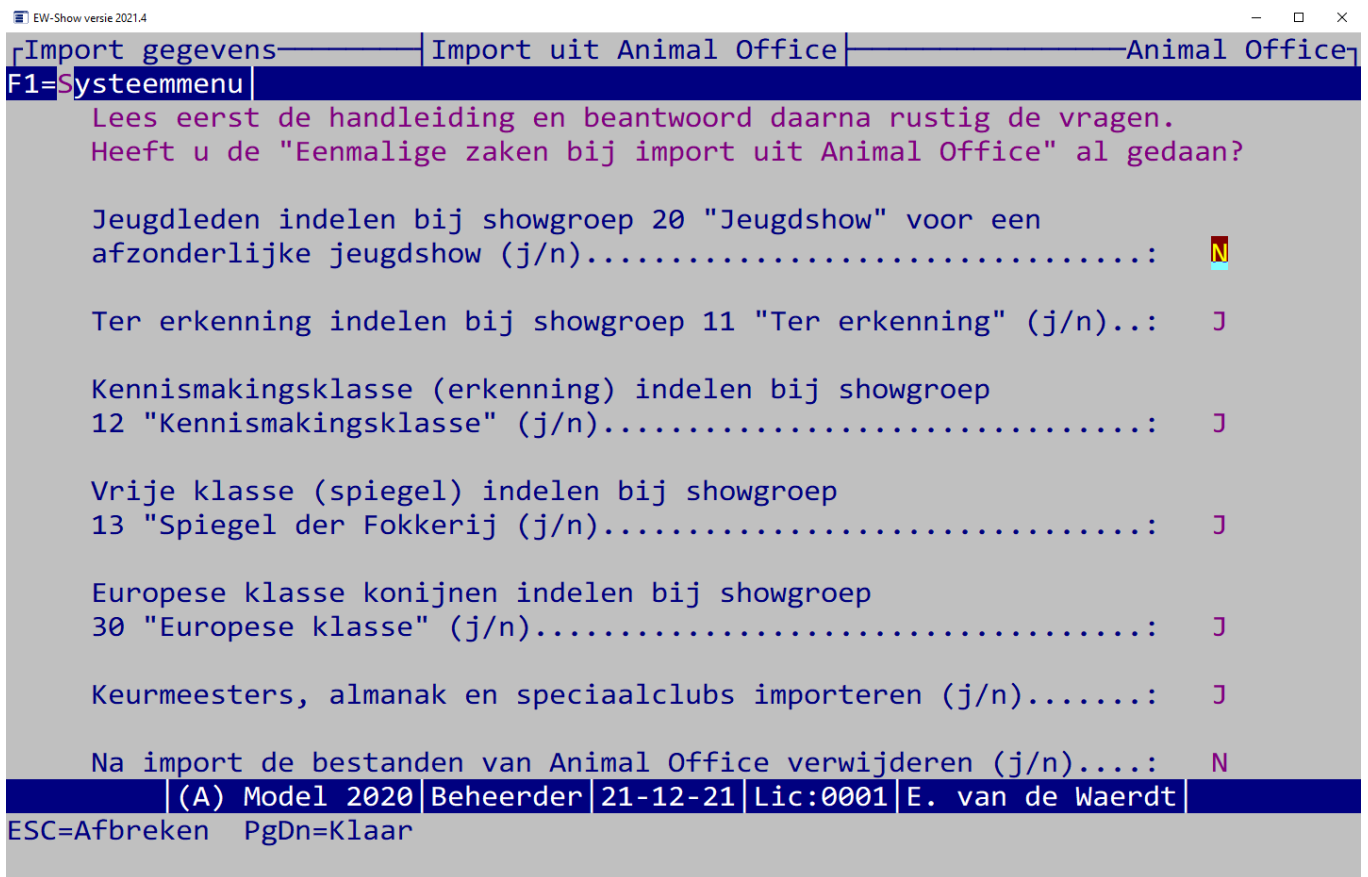 EW-Show versie 2021.4
Import gegevens Import uit Animal Office Animal Office
F1=Systeemmenu
Lees eerst de handleiding en beantwoord daarna rustig de vragen.
Heeft u de "Eenmalige zaken bij import uit Animal Office" al gedaan?
Jeugdleden indelen bij showgroep 20 "Jeugdshow" voor een
afzonderlijke jeugdshow (j/n).................................: N
Ter erkenning indelen bij showgroep 11 "Ter erkenning" (j/n)..: J
Kennismakingsklasse (erkenning) indelen bij showgroep
12 "Kennismakingsklasse" (j/n)................................: J
Vrije klasse (spiegel) indelen bij showgroep
13 "Spiegel der Fokkerij (j/n)................................: J
Europese klasse konijnen indelen bij showgroep
30 "Europese klasse" (j/n)....................................: J
Keurmeesters, almanak en speciaalclubs importeren (j/n).......: J
Na import de bestanden van Animal Office verwijderen (j/n)....: N
(A) Model 2020 Beheerder 21-12-21 Lic:0001 E. van de Waerdt
ESC=Afbreken PgDn=Klaar